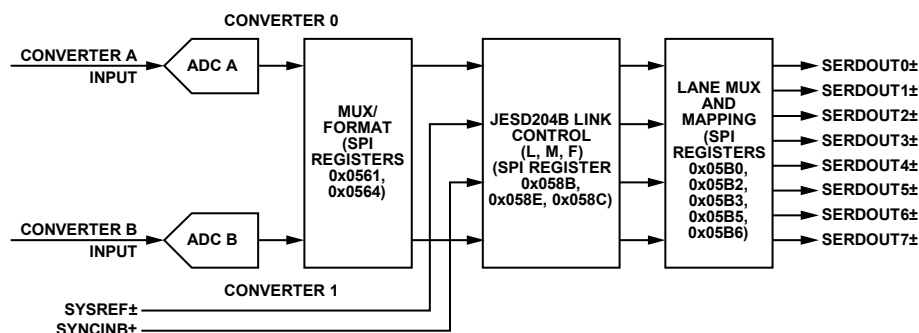 CONVERTER 0
CONVERTER A
INPUT
ADC A
MUX/
FORMAT
(SPI
REGISTERS
0x0561,
0x0564)
JESD204B LINK
CONTROL
(L, M, F)
(SPI REGISTER
0x058B,
0x058E, 0x058C)
LANE MUX
AND
MAPPING
(SPI
REGISTERS
0x05B0,
0x05B2,
0x05B3,
0x05B5,
0x05B6)
SERDOUT0±
SERDOUT1±
SERDOUT2±
SERDOUT3±
SERDOUT4±
SERDOUT5±
SERDOUT6±
SERDOUT7±
CONVERTER B
INPUT
ADC B
CONVERTER 1
SYSREF±
SYNCINB±